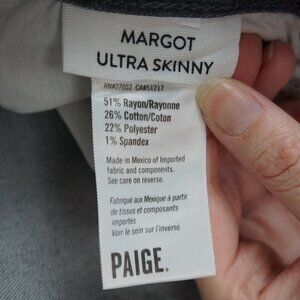 MARGOT
ULTRA SKINNY
RN#27002 CA#51217
51% Rayon/Rayonne
26% Cotton/Coton
22% Polyester
1% Spandex
Made in Mexico of Imported
fabric and components.
See care on reverse.
Fabriqué aux Mexique à partir
de tissus et composants
importés
Voir le soin sur l'inverse.
PAIGE.